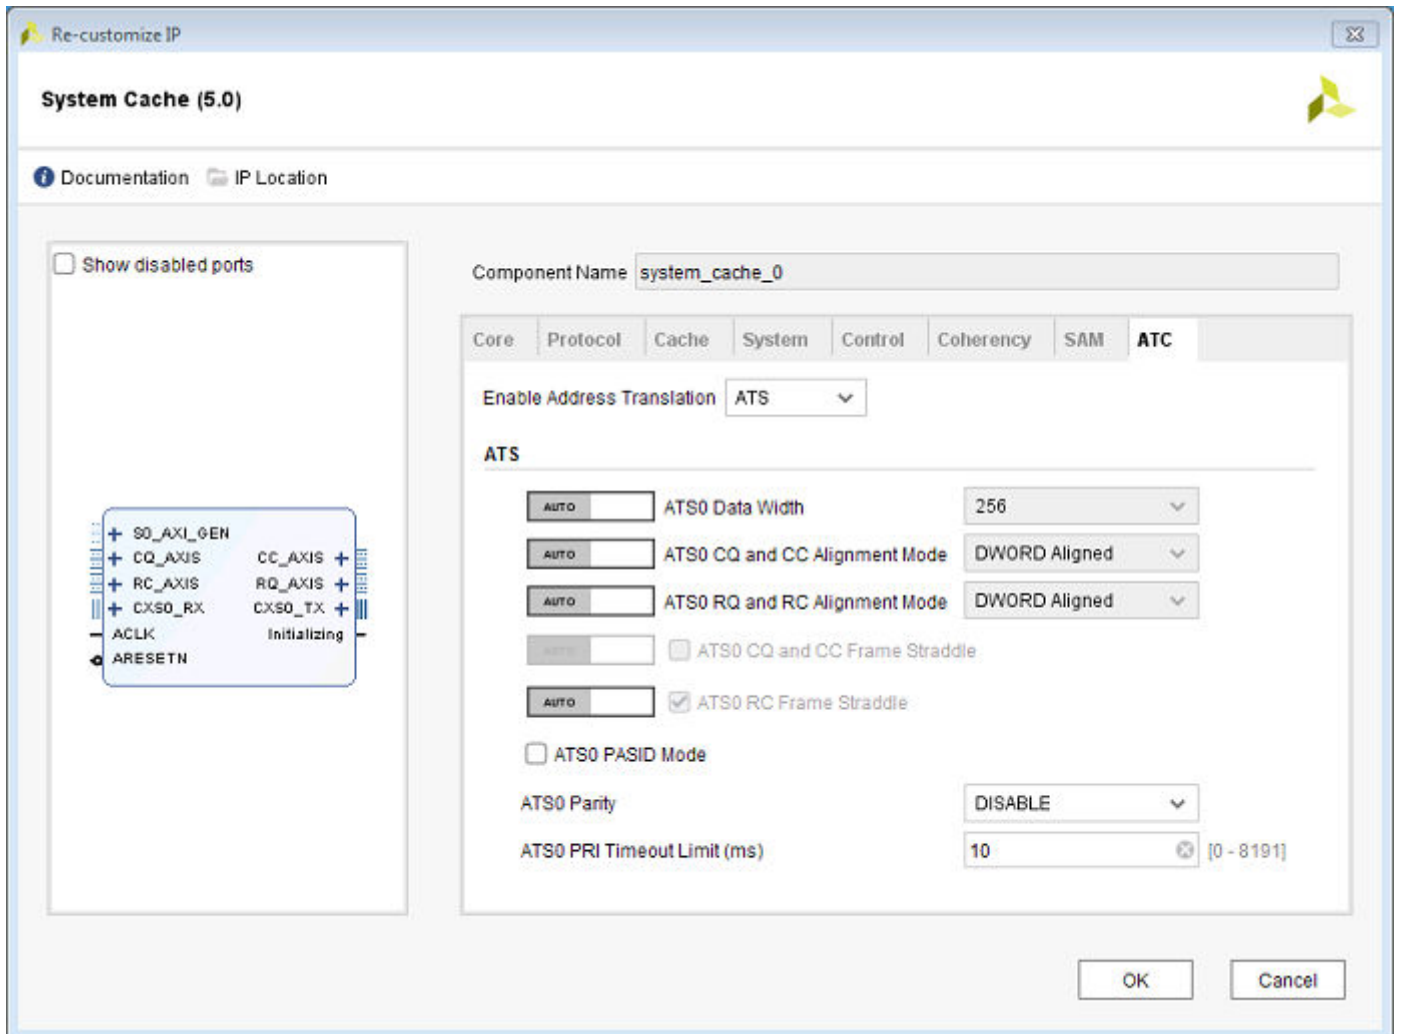 Re-customize IP
System Cache (5.0)
Documentation IP Location
Show disabled ports
S0_AXI_GEN
CQ_AXIS CC_AXIS
RC_AXIS RQ_AXIS
CXS0_RX CXS0_TX
ACLK Initializing
ARESETN
Component Name system_cache_0
Core Protocol Cache System Control Coherency SAM ATC
Enable Address Translation ATS
ATS
AUTO ATS0 Data Width 256
AUTO ATS0 CQ and CC Alignment Mode DWORD Aligned
AUTO ATS0 RQ and RC Alignment Mode DWORD Aligned
AUTO ATS0 CQ and CC Frame Straddle
AUTO ATS0 RC Frame Straddle
ATS0 PASID Mode
ATS0 Parity DISABLE
ATS0 PRI Timeout Limit (ms) 10 [0 - 8191]
OK Cancel